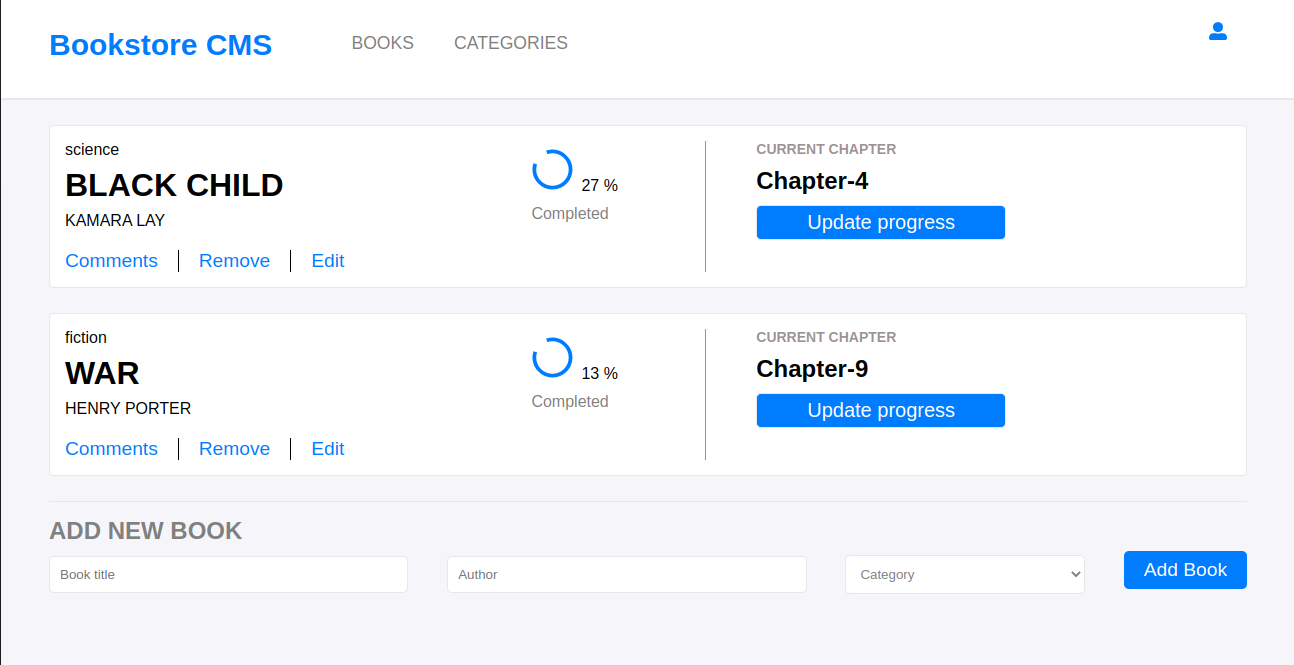 Bookstore CMS
BOOKS
CATEGORIES
science
BLACK CHILD
KAMARA LAY
Comments
Remove
Edit
27 %
Completed
CURRENT CHAPTER
Chapter-4
Update progress
fiction
WAR
HENRY PORTER
Comments
Remove
Edit
13 %
Completed
CURRENT CHAPTER
Chapter-9
Update progress
ADD NEW BOOK
Book title
Author
Category
Add Book